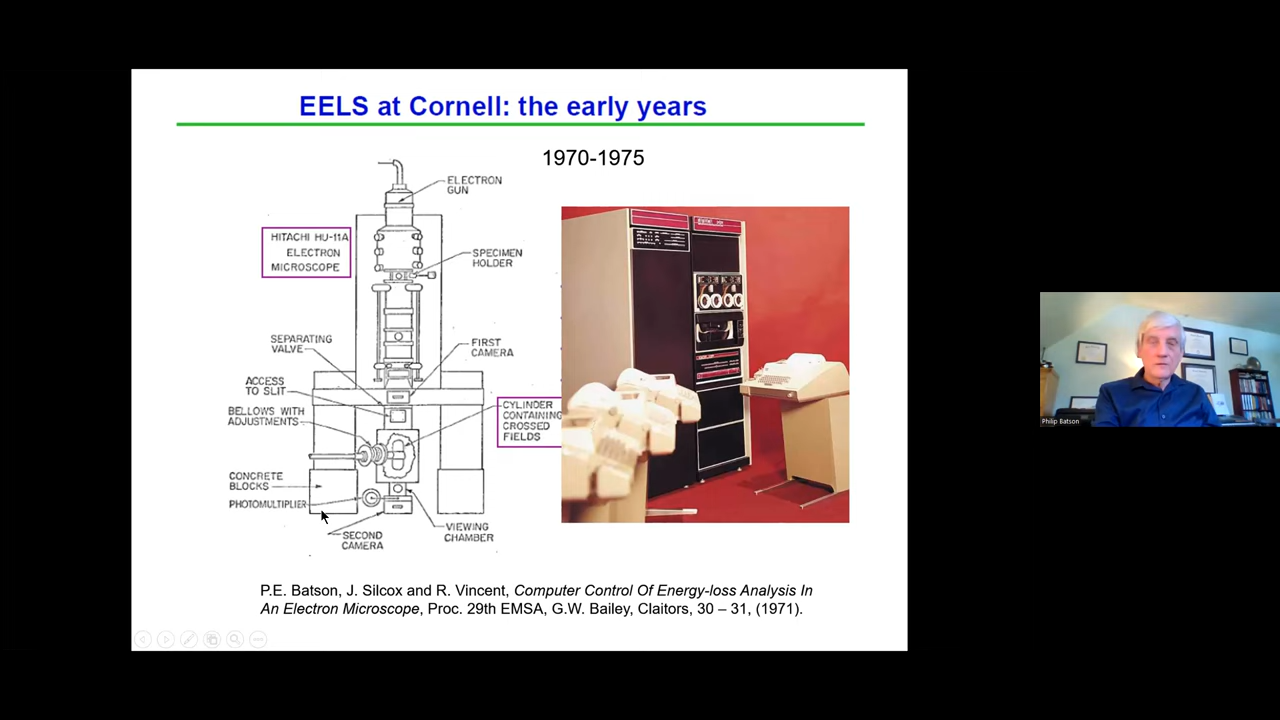 EELS at Cornell: the early years
1970-1975
ELECTRON
GUN
HITACHI HU-11A
ELECTRON
MICROSCOPE
SPECIMEN
HOLDER
SEPARATING
VALVE
FIRST
CAMERA
ACCESS
TO SLIT
BELLOWS WITH
ADJUSTMENTS
CYLINDER
CONTAINING
CROSSED
FIELDS
CONCRETE
BLOCKS
PHOTOMULTIPLIER
SECOND
CAMERA
VIEWING
CHAMBER
P.E. Batson, J. Silcox and R. Vincent, Computer Control Of Energy-loss Analysis In
An Electron Microscope, Proc. 29th EMSA, G.W. Bailey, Claitors, 30 – 31, (1971).
Philip Batson